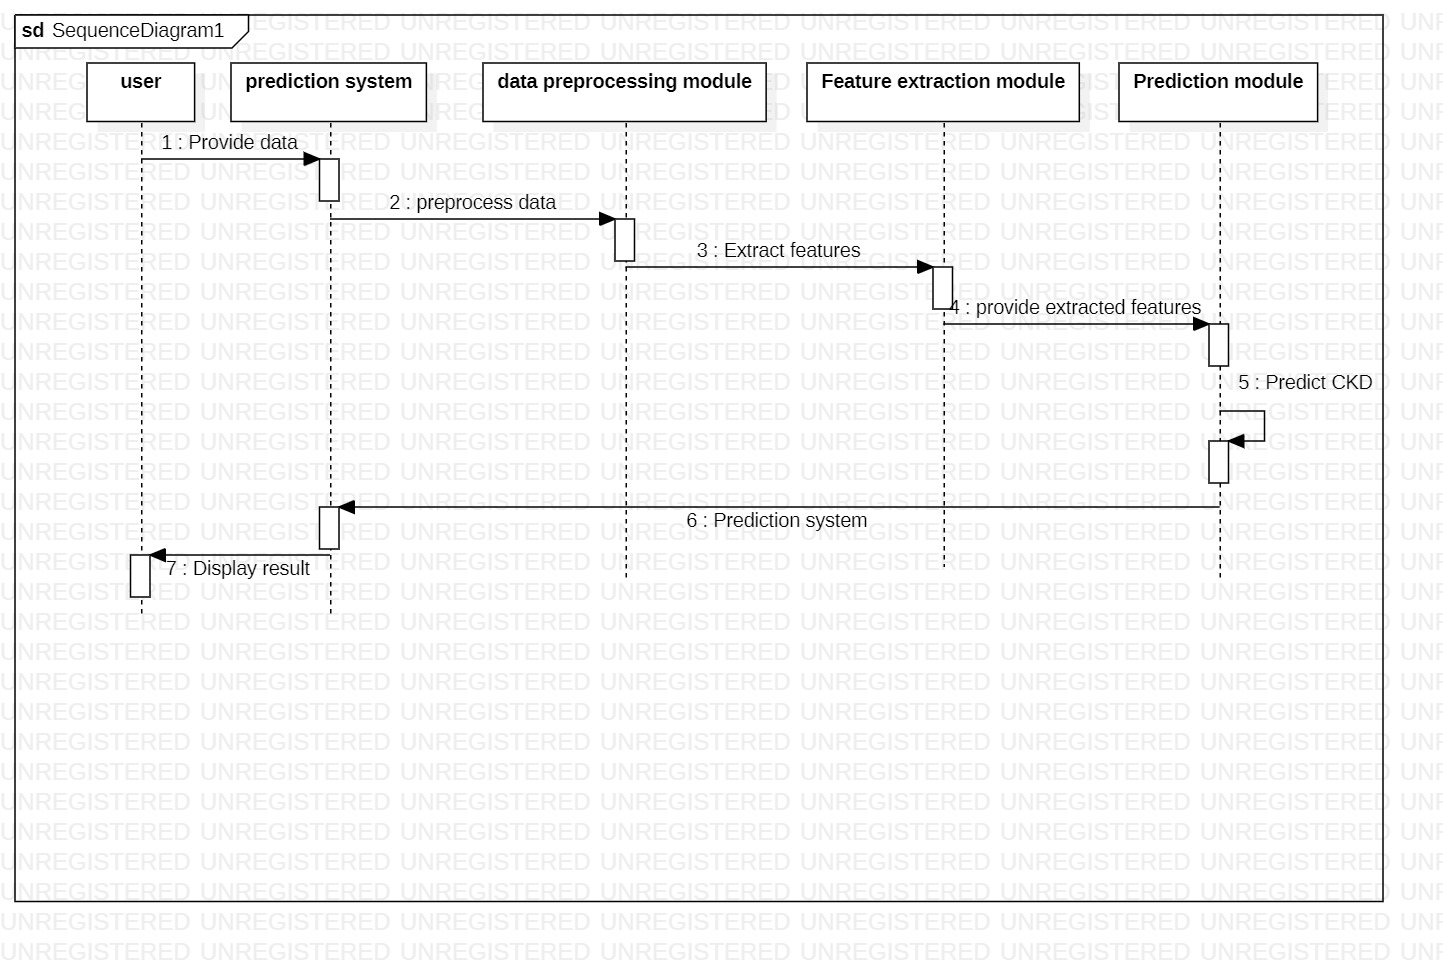 sd SequenceDiagram1
user
prediction system
data preprocessing module
Feature extraction module
Prediction module
1 : Provide data
2 : preprocess data
3 : Extract features
4 : provide extracted features
5 : Predict CKD
6 : Prediction system
7 : Display result
UNREGISTERED